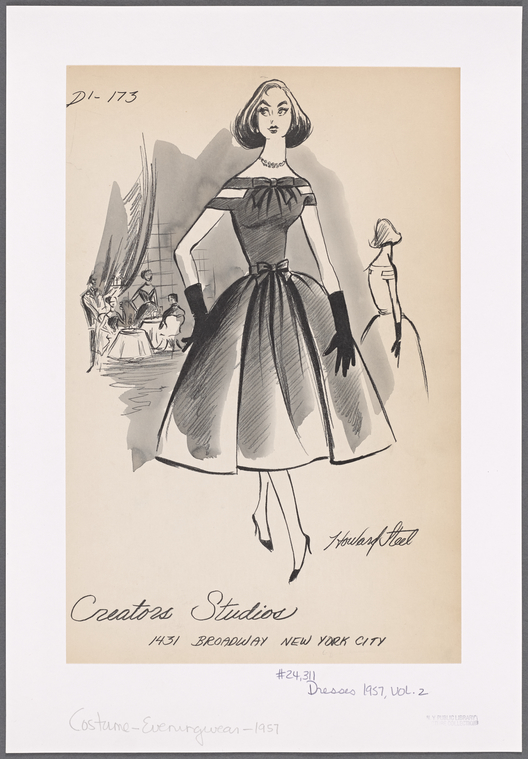 D1-173
Howard Steel
Creators Studios
1431 BROADWAY NEW YORK CITY
#24,311
Dresses 1957, Vol. 2
Costume-Eveningwear-1957